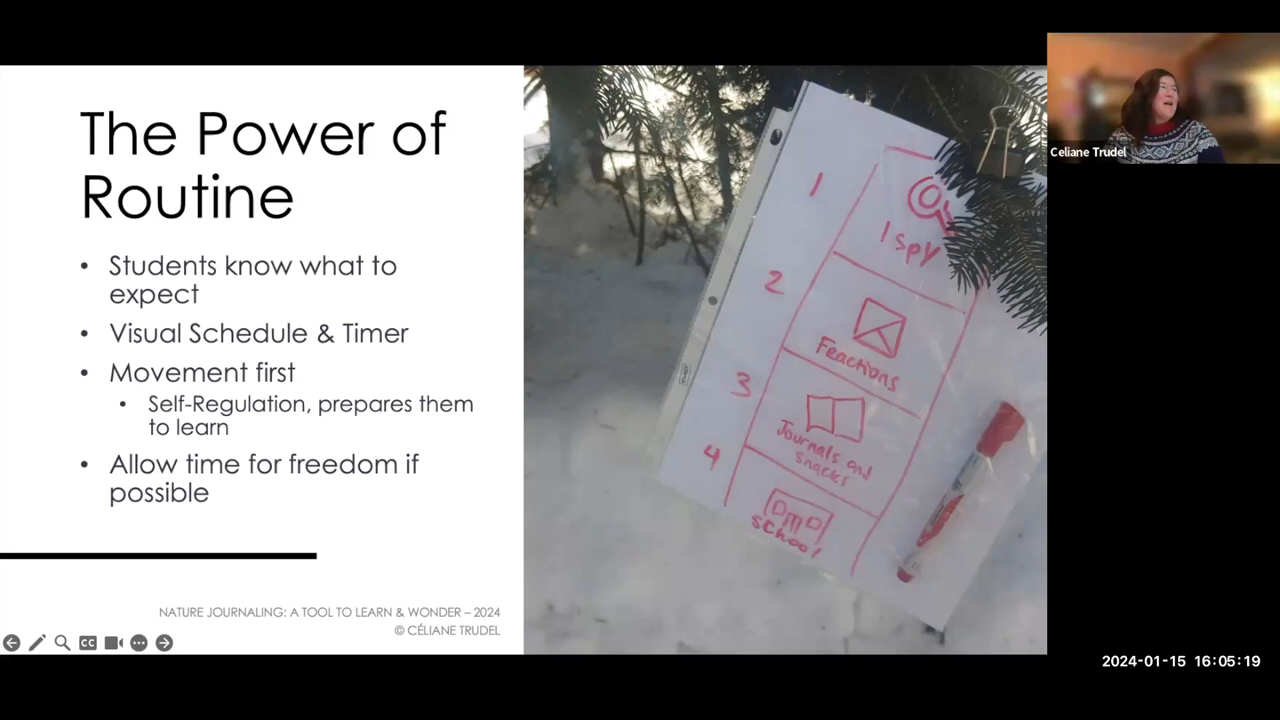 The Power of
Routine
• Students know what to
expect
• Visual Schedule & Timer
• Movement first
• Self-Regulation, prepares them
to learn
• Allow time for freedom if
possible
NATURE JOURNALING: A TOOL TO LEARN & WONDER – 2024
© CÉLIANE TRUDEL
1
I SPY
2
Fractions
3
Journals and
snacks
4
school
Celiane Trudel
2024-01-15 16:05:19